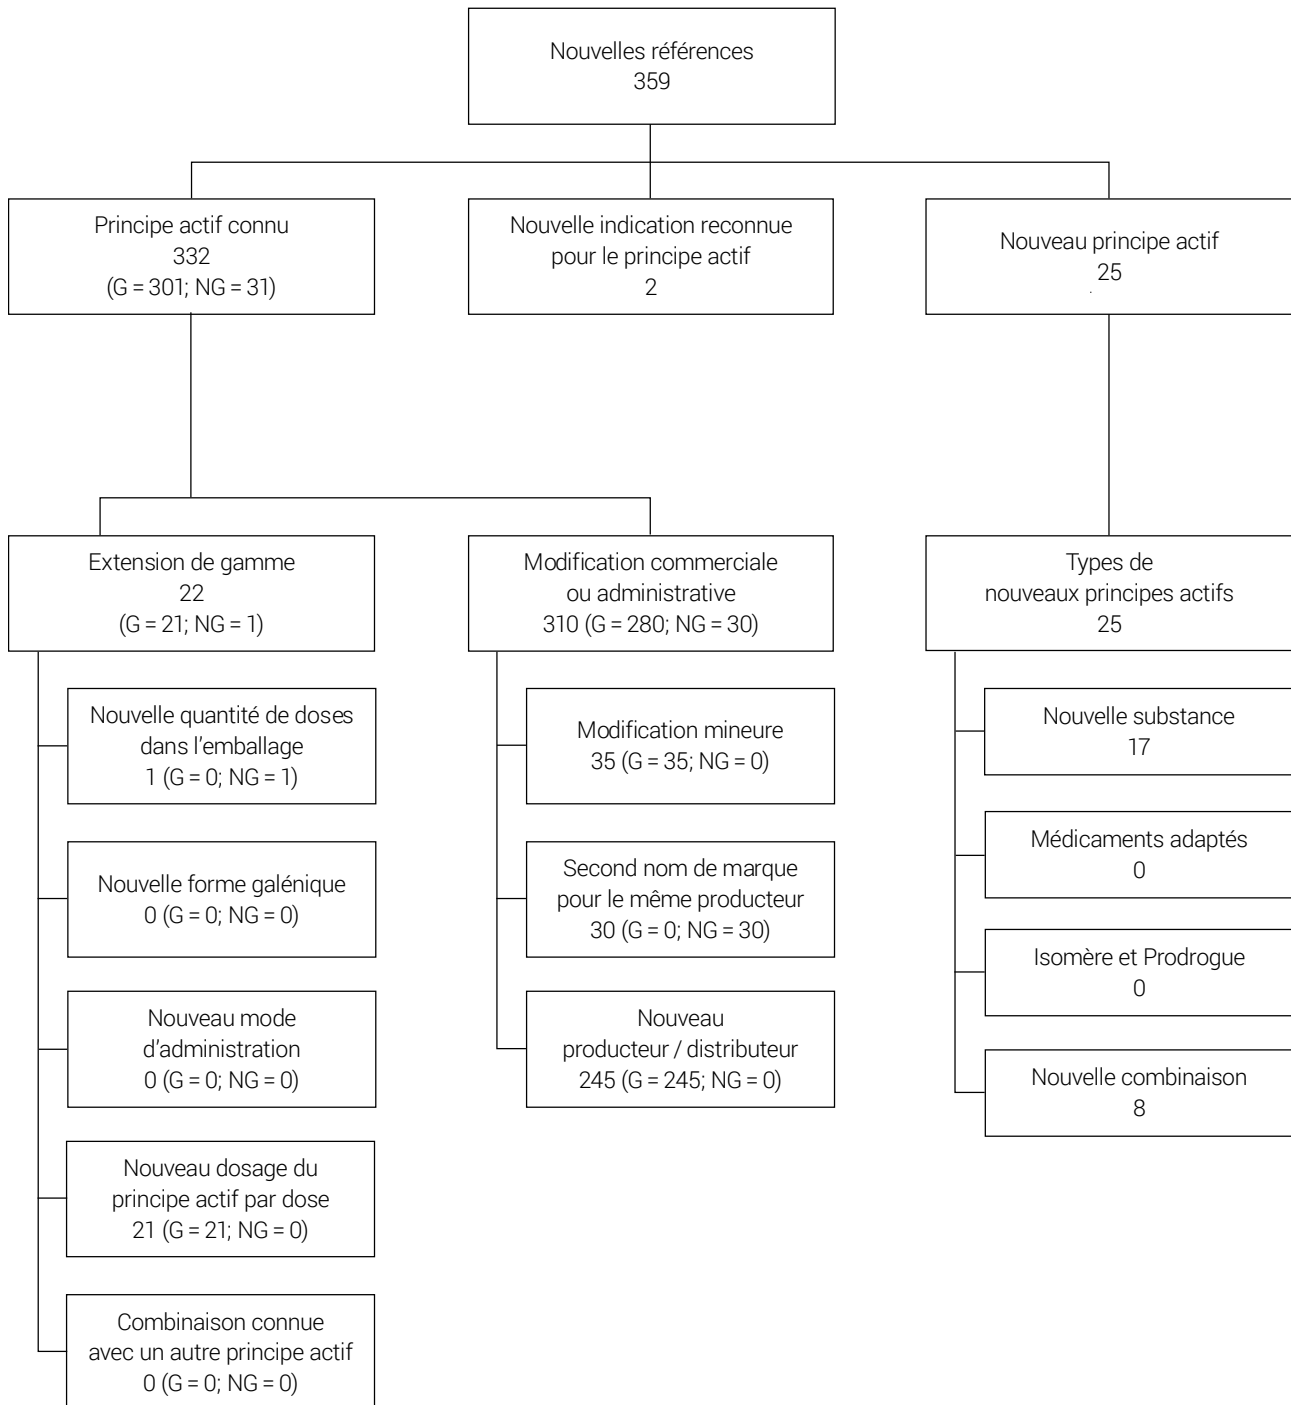 Nouvelles références
359
Principe actif connu
332
(G = 301; NG = 31)
Nouvelle indication reconnue
pour le principe actif
2
Nouveau principe actif
25
Extension de gamme
22
(G = 21; NG = 1)
Modification commerciale
ou administrative
310 (G = 280; NG = 30)
Types de
nouveaux principes actifs
25
Nouvelle quantité de doses
dans l'emballage
1 (G = 0; NG = 1)
Nouvelle forme galénique
0 (G = 0; NG = 0)
Nouveau mode
d'administration
0 (G = 0; NG = 0)
Nouveau dosage du
principe actif par dose
21 (G = 21; NG = 0)
Combinaison connue
avec un autre principe actif
0 (G = 0; NG = 0)
Modification mineure
35 (G = 35; NG = 0)
Second nom de marque
pour le même producteur
30 (G = 0; NG = 30)
Nouveau
producteur / distributeur
245 (G = 245; NG = 0)
Nouvelle substance
17
Médicaments adaptés
0
Isomère et Prodrogue
0
Nouvelle combinaison
8